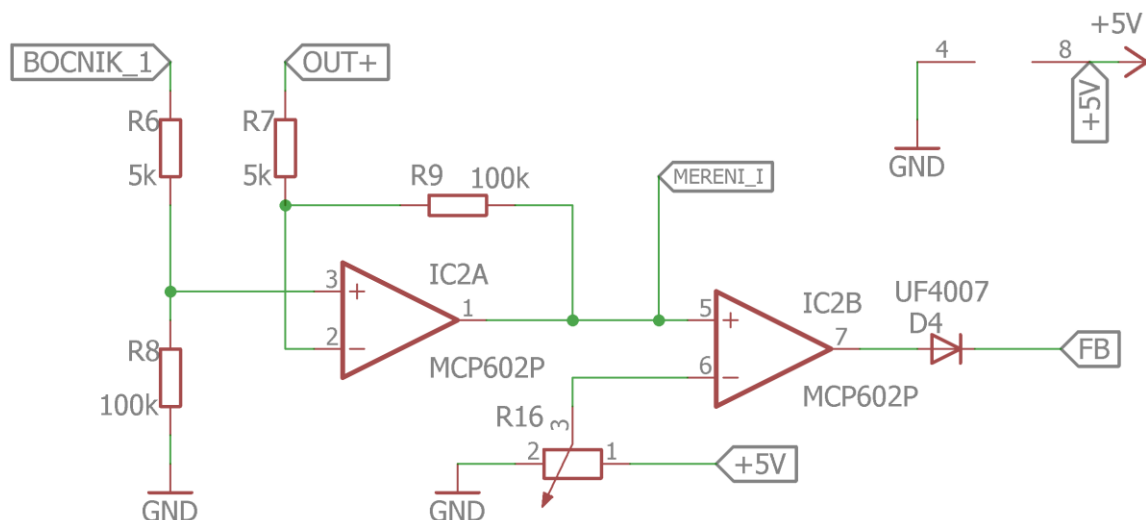 +5V
BOCNIK_1
OUT+
4
8
+5V
R6
R7
5k
5k
R9
100k
MERENI_I
GND
3
IC2A
1
2
MCP602P
5
IC2B
UF4007
7
D4
FB
6
MCP602P
R8
100k
R16
3
2
1
+5V
GND
GND